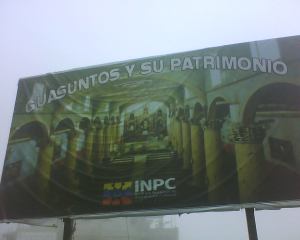 GUASUNTOS Y SU PATRIMONIO
INPC